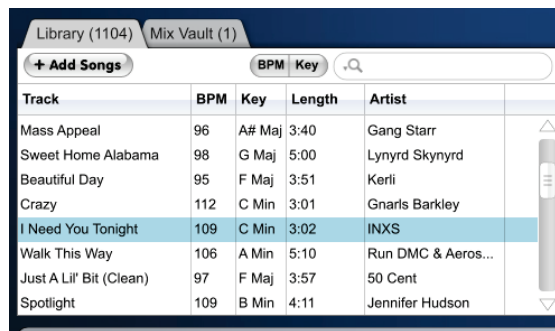 Library (1104) Mix Vault (1)
+ Add Songs BPM Key
Track BPM Key Length Artist
Mass Appeal 96 A# Maj 3:40 Gang Starr
Sweet Home Alabama 98 G Maj 5:00 Lynyrd Skynyrd
Beautiful Day 95 F Maj 3:51 Kerli
Crazy 112 C Min 3:01 Gnarls Barkley
I Need You Tonight 109 C Min 3:02 INXS
Walk This Way 106 A Min 5:10 Run DMC & Aeros...
Just A Lil' Bit (Clean) 97 F Maj 3:57 50 Cent
Spotlight 109 B Min 4:11 Jennifer Hudson